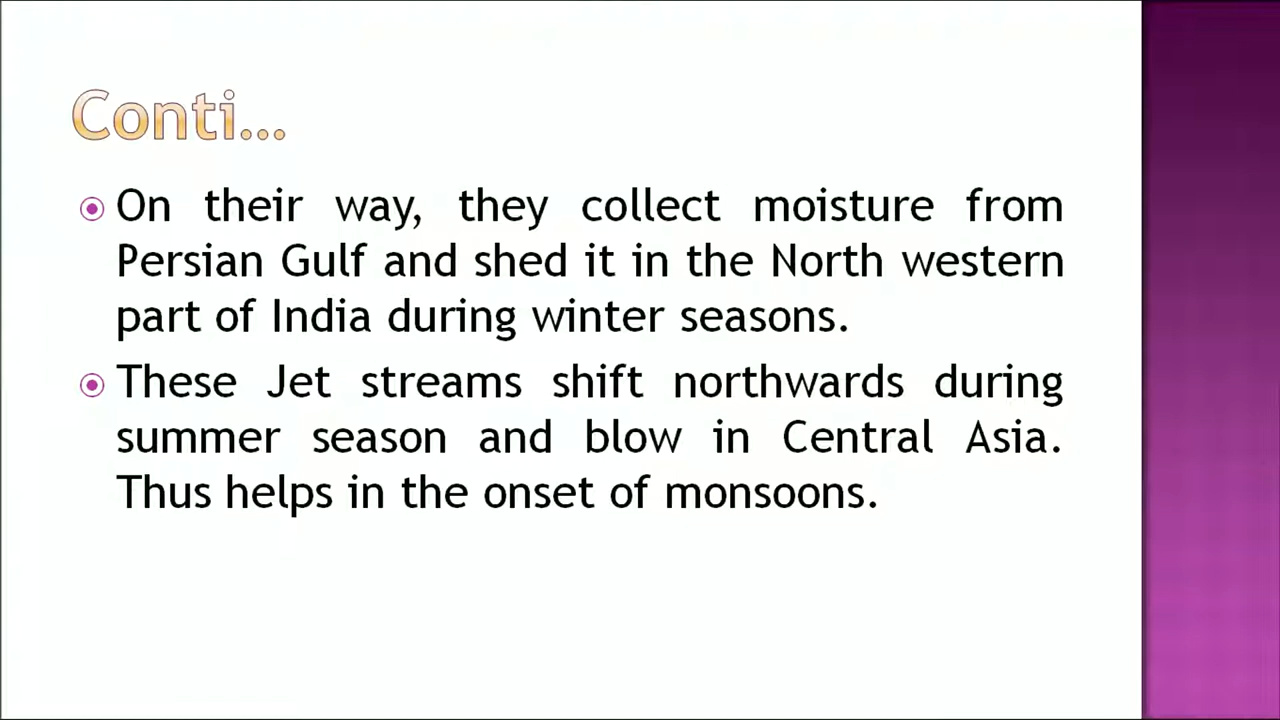 Conti...
On their way, they collect moisture from
Persian Gulf and shed it in the North western
part of India during winter seasons.
These Jet streams shift northwards during
summer season and blow in Central Asia.
Thus helps in the onset of monsoons.